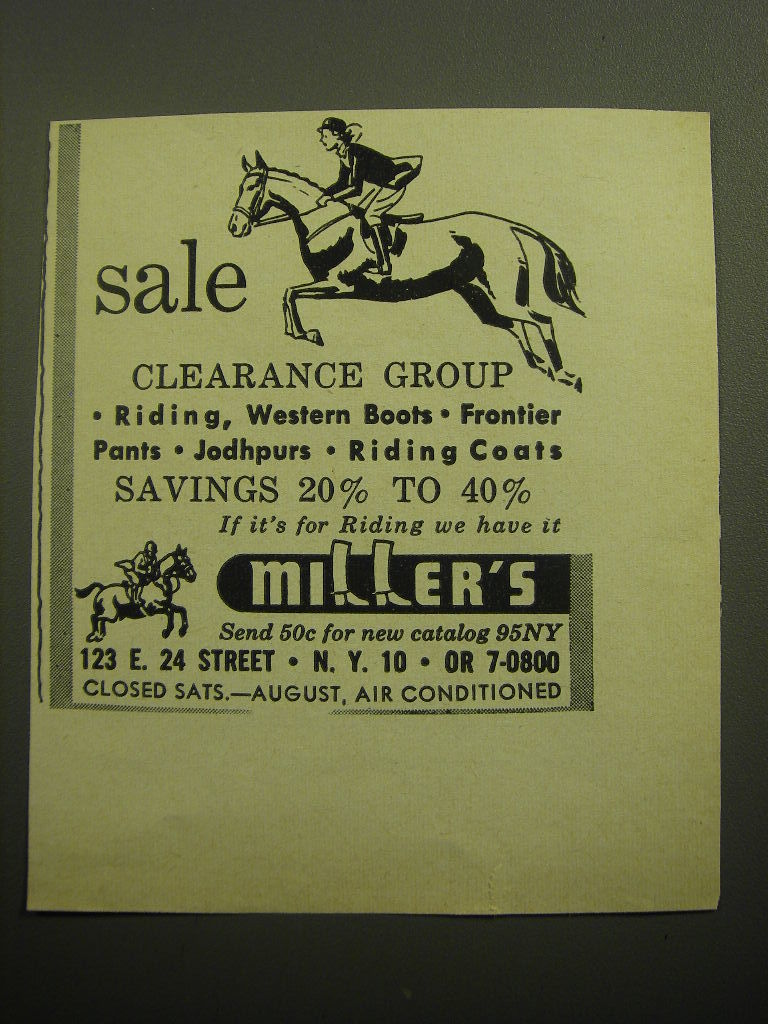 sale
CLEARANCE GROUP
• Riding, Western Boots • Frontier
Pants • Jodhpurs • Riding Coats
SAVINGS 20% TO 40%
If it's for Riding we have it
MILLER'S
Send 50c for new catalog 95NY
123 E. 24 STREET • N. Y. 10 • OR 7-0800
CLOSED SATS.—AUGUST, AIR CONDITIONED